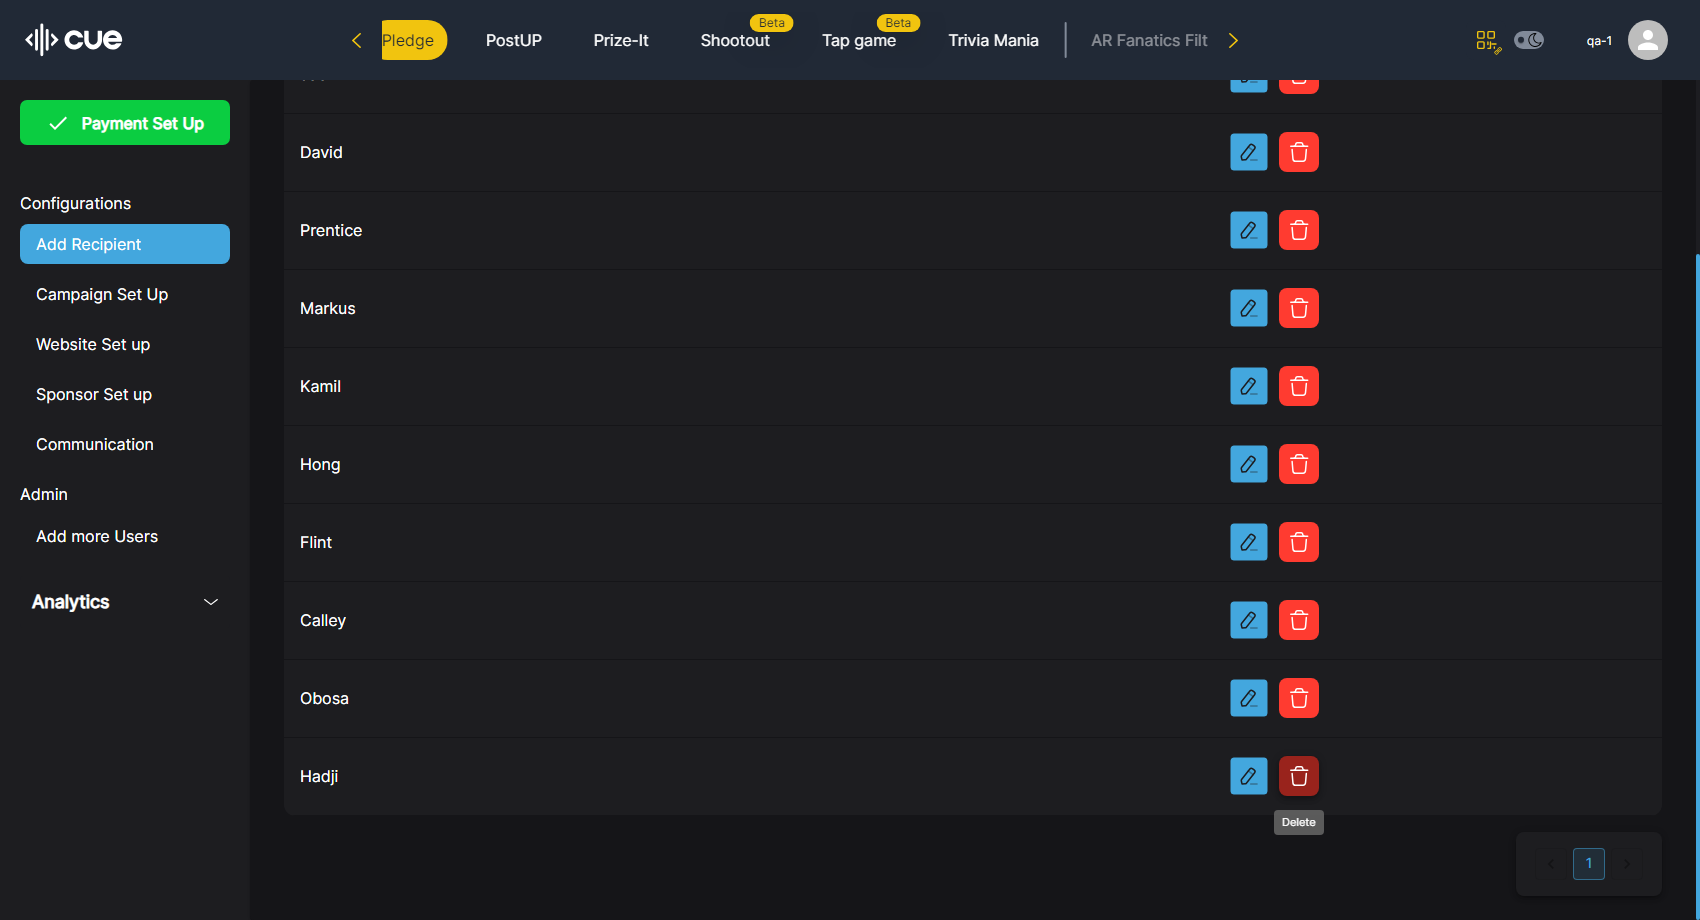 cue
Pledge
PostUP
Prize-It
Beta
Shootout
Beta
Tap game
Trivia Mania
AR Fanatics Filt
qa-1
Payment Set Up
Configurations
Add Recipient
Campaign Set Up
Website Set up
Sponsor Set up
Communication
Admin
Add more Users
Analytics
David
Prentice
Markus
Kamil
Hong
Flint
Calley
Obosa
Hadji
Delete
1